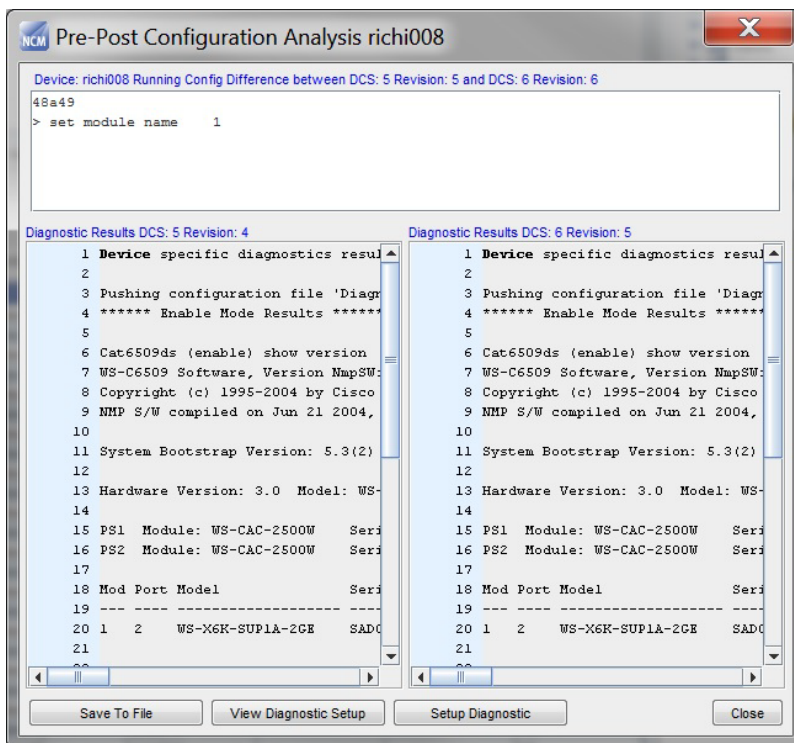 NCM Pre-Post Configuration Analysis richi008
X
Device: richi008 Running Config Difference between DCS: 5 Revision: 5 and DCS: 6 Revision: 6
48a49
> set module name    1
Diagnostic Results DCS: 5 Revision: 4
1 Device specific diagnostics resul
2
3 Pushing configuration file 'Diagn
4 ****** Enable Mode Results ******
5
6 Cat6509ds (enable) show version
7 WS-C6509 Software, Version NmpSW:
8 Copyright (c) 1995-2004 by Cisco
9 NMP S/W compiled on Jun 21 2004,
10
11 System Bootstrap Version: 5.3(2)
12
13 Hardware Version: 3.0  Model: WS-
14
15 PS1  Module: WS-CAC-2500W    Seri
16 PS2  Module: WS-CAC-2500W    Seri
17
18 Mod Port Model               Seri
19 --- ---- ------------------- ----
20 1   2    WS-X6K-SUP1A-2GE    SAD0
21
Diagnostic Results DCS: 6 Revision: 5
1 Device specific diagnostics resul
2
3 Pushing configuration file 'Diagn
4 ****** Enable Mode Results ******
5
6 Cat6509ds (enable) show version
7 WS-C6509 Software, Version NmpSW:
8 Copyright (c) 1995-2004 by Cisco
9 NMP S/W compiled on Jun 21 2004,
10
11 System Bootstrap Version: 5.3(2)
12
13 Hardware Version: 3.0  Model: WS-
14
15 PS1  Module: WS-CAC-2500W    Seri
16 PS2  Module: WS-CAC-2500W    Seri
17
18 Mod Port Model               Seri
19 --- ---- ------------------- ----
20 1   2    WS-X6K-SUP1A-2GE    SAD0
21
Save To File
View Diagnostic Setup
Setup Diagnostic
Close